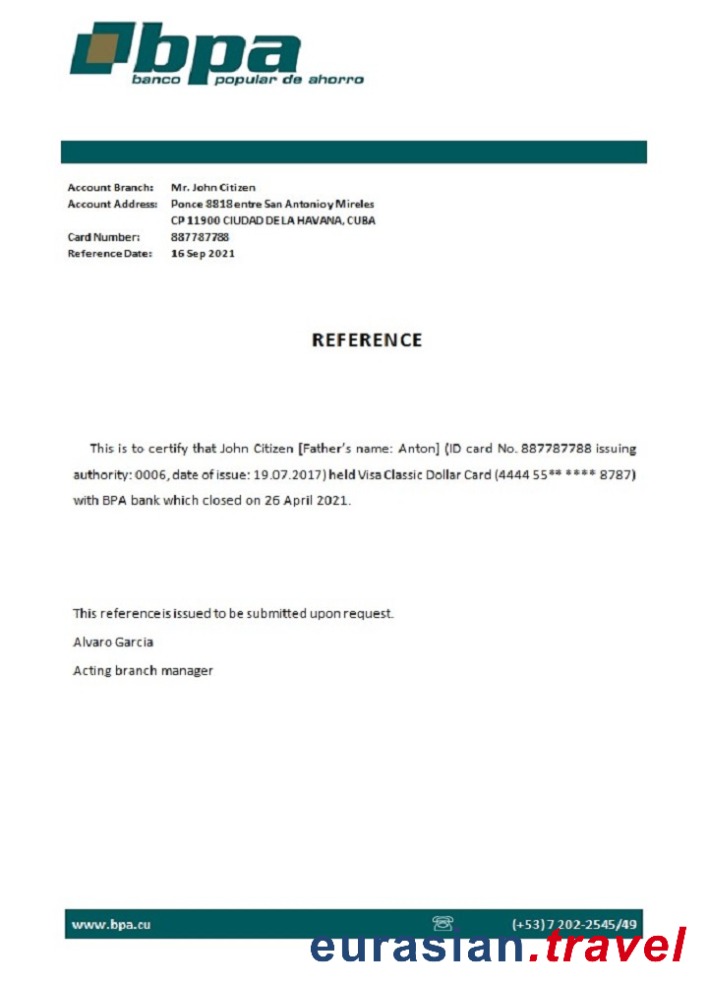 bpa
banco popular de ahorro
Account Branch: Mr. John Citizen
Account Address: Ponce 8818 entre San Antonio y Mireles
CP 11900 CIUDAD DE LA HAVANA, CUBA
Card Number: 887787788
Reference Date: 16 Sep 2021
REFERENCE
This is to certify that John Citizen [Father's name: Anton] (ID card No. 887787788 issuing
authority: 0006, date of issue: 19.07.2017) held Visa Classic Dollar Card (4444 55** **** 8787)
with BPA bank which closed on 26 April 2021.
This reference is issued to be submitted upon request.
Alvaro Garcia
Acting branch manager
www.bpa.cu ☏ (+53) 7 202-2545/49
eurasian.travel